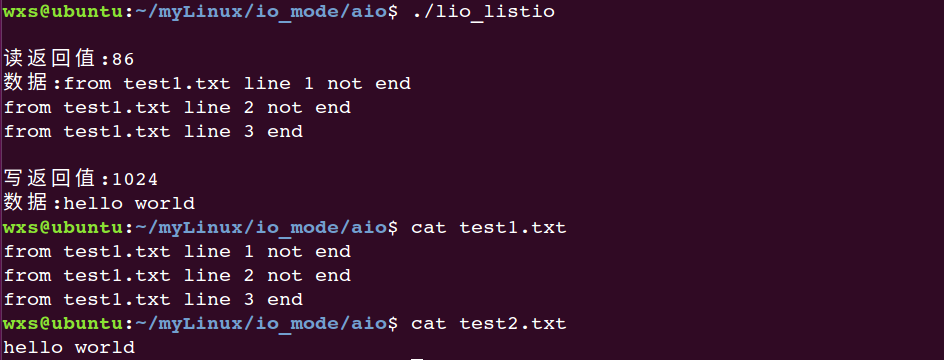 wxs@ubuntu:~/myLinux/io_mode/aio$ ./lio_listio
读返回值:86
数据:from test1.txt line 1 not end
from test1.txt line 2 not end
from test1.txt line 3 end
写返回值:1024
数据:hello world
wxs@ubuntu:~/myLinux/io_mode/aio$ cat test1.txt
from test1.txt line 1 not end
from test1.txt line 2 not end
from test1.txt line 3 end
wxs@ubuntu:~/myLinux/io_mode/aio$ cat test2.txt
hello world